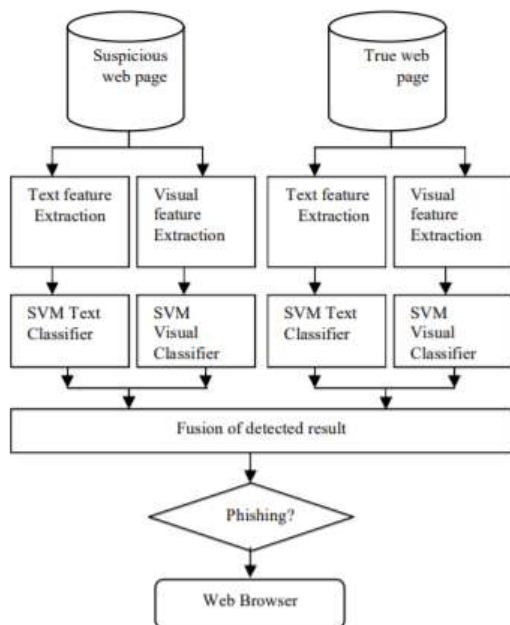 Suspicious
web page
True web
page
Text feature
Extraction
Visual
feature
Extraction
Text feature
Extraction
Visual
feature
Extraction
SVM Text
Classifier
SVM
Visual
Classifier
SVM Text
Classifier
SVM
Visual
Classifier
Fusion of detected result
Phishing?
Web Browser